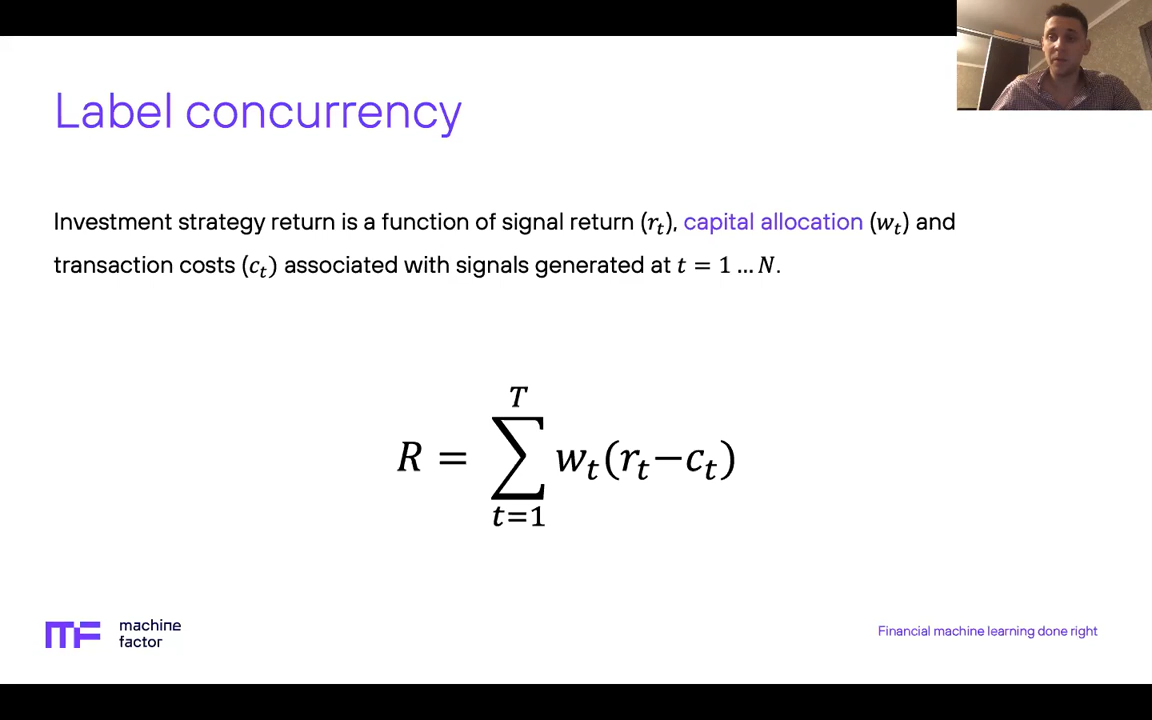 Label concurrency
Investment strategy return is a function of signal return (r_t), capital allocation (w_t) and
transaction costs (c_t) associated with signals generated at t = 1 … N.
R = \sum_{t=1}^{T} w_t(r_t−c_t)
machine
factor
Financial machine learning done right